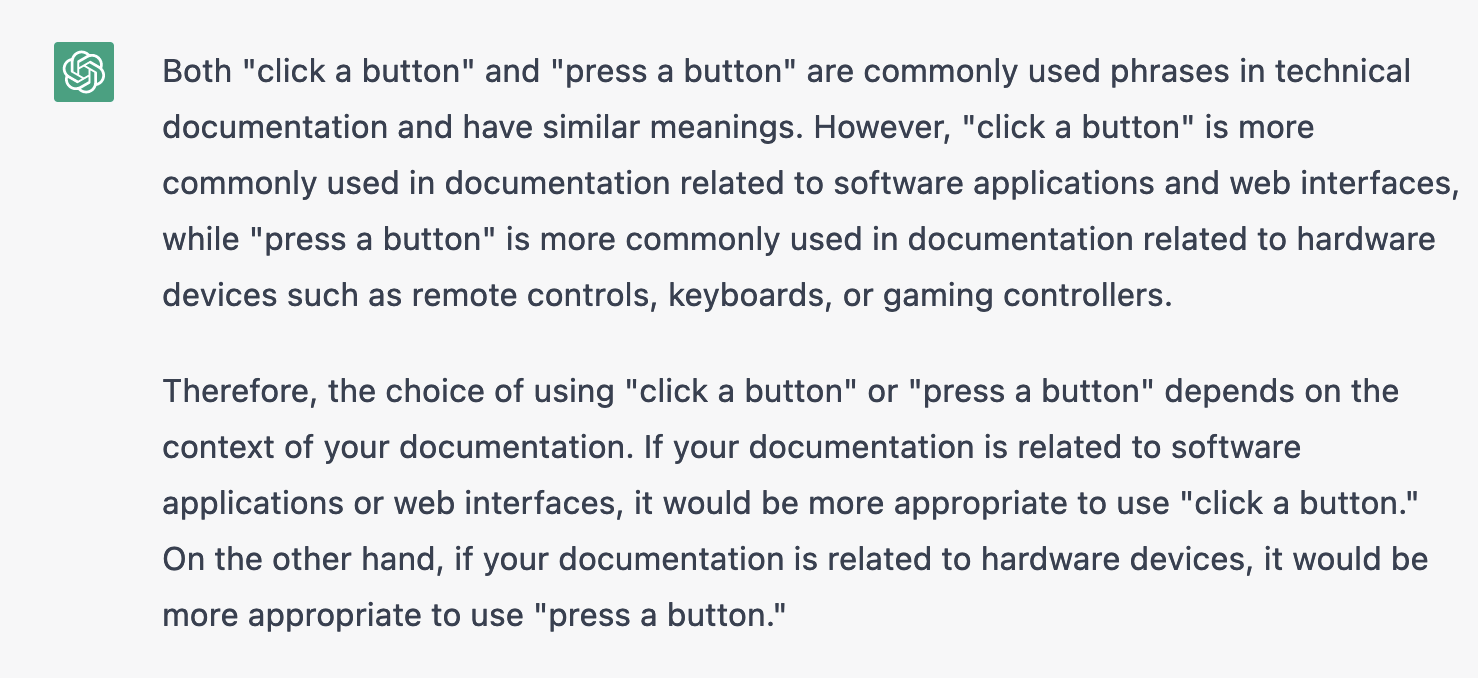 Both "click a button" and "press a button" are commonly used phrases in technical
documentation and have similar meanings. However, "click a button" is more
commonly used in documentation related to software applications and web interfaces,
while "press a button" is more commonly used in documentation related to hardware
devices such as remote controls, keyboards, or gaming controllers.
Therefore, the choice of using "click a button" or "press a button" depends on the
context of your documentation. If your documentation is related to software
applications or web interfaces, it would be more appropriate to use "click a button."
On the other hand, if your documentation is related to hardware devices, it would be
more appropriate to use "press a button."